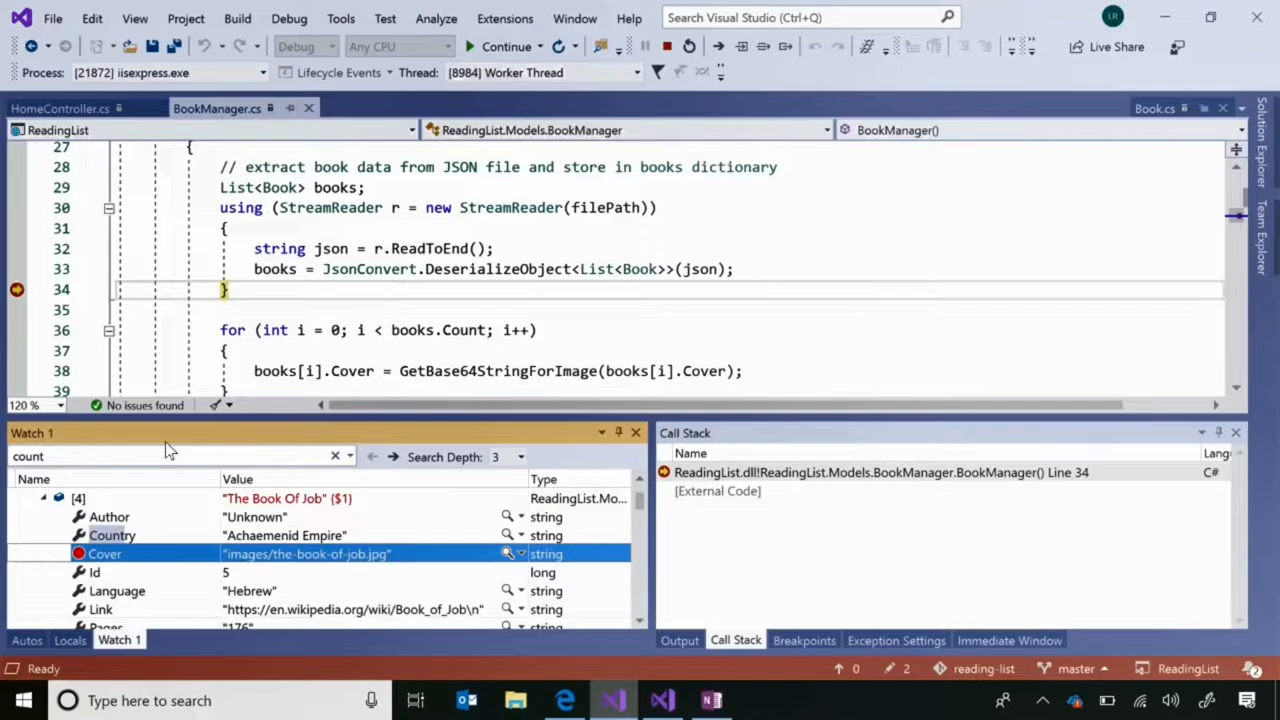 File Edit View Project Build Debug Tools Test Analyze Extensions Window Help Search Visual Studio (Ctrl+Q) LR
Debug Any CPU Continue Live Share
Process: [21872] iisexpress.exe Lifecycle Events Thread: [8984] Worker Thread
HomeController.cs BookManager.cs Book.cs
ReadingList ReadingList.Models.BookManager BookManager()
27 {
28 // extract book data from JSON file and store in books dictionary
29 List<Book> books;
30 using (StreamReader r = new StreamReader(filePath))
31 {
32 string json = r.ReadToEnd();
33 books = JsonConvert.DeserializeObject<List<Book>>(json);
34 }
35
36 for (int i = 0; i < books.Count; i++)
37 {
38 books[i].Cover = GetBase64StringForImage(books[i].Cover);
39 }
120 % No issues found
Solution Explorer
Team Explorer
Watch 1
count Search Depth: 3
Name Value Type
[4] "The Book Of Job" {$1} ReadingList.Mo...
Author "Unknown" string
Country "Achaemenid Empire" string
Cover "images/the-book-of-job.jpg" string
Id 5 long
Language "Hebrew" string
Link "https://en.wikipedia.org/wiki/Book_of_Job\n" string
Pages "176" string
Autos Locals Watch 1
Call Stack
Name Lang
ReadingList.dll!ReadingList.Models.BookManager.BookManager() Line 34 C#
[External Code]
Output Call Stack Breakpoints Exception Settings Immediate Window
Ready 0 2 reading-list master ReadingList 2
Type here to search